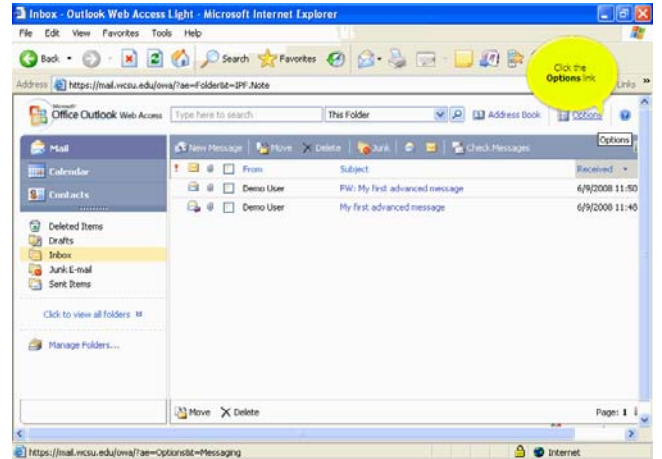 Inbox - Outlook Web Access Light - Microsoft Internet Explorer
File Edit View Favorites Tools Help
Back Search Favorites
Click the
Options link
Address https://mail.wcsu.edu/owa/?ae=Folder&t=IPF.Note Links »
Microsoft
Office Outlook Web Access Type here to search This Folder Address Book Options
Options
Mail New Message Move Delete Junk Check Messages
Calendar From Subject Received
Contacts Demo User FW: My first advanced message 6/9/2008 11:50
Demo User My first advanced message 6/9/2008 11:48
Deleted Items
Drafts
Inbox
Junk E-mail
Sent Items
Click to view all folders
Manage Folders...
Move Delete Page: 1
https://mail.wcsu.edu/owa/?ae=Options&t=Messaging Internet